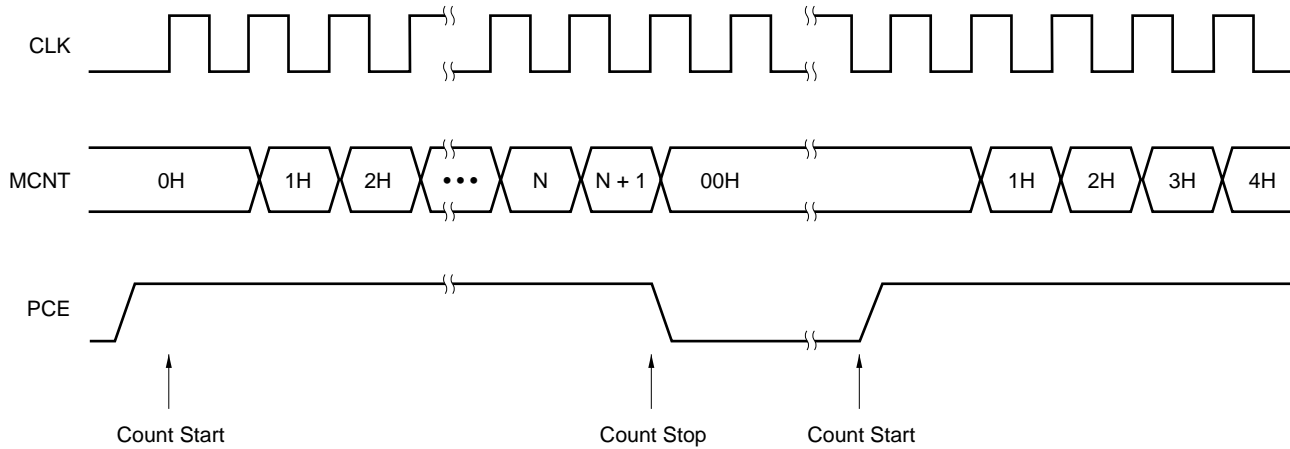 CLK
MCNT 0H 1H 2H ••• N N + 1 00H 1H 2H 3H 4H
PCE
Count Start Count Stop Count Start